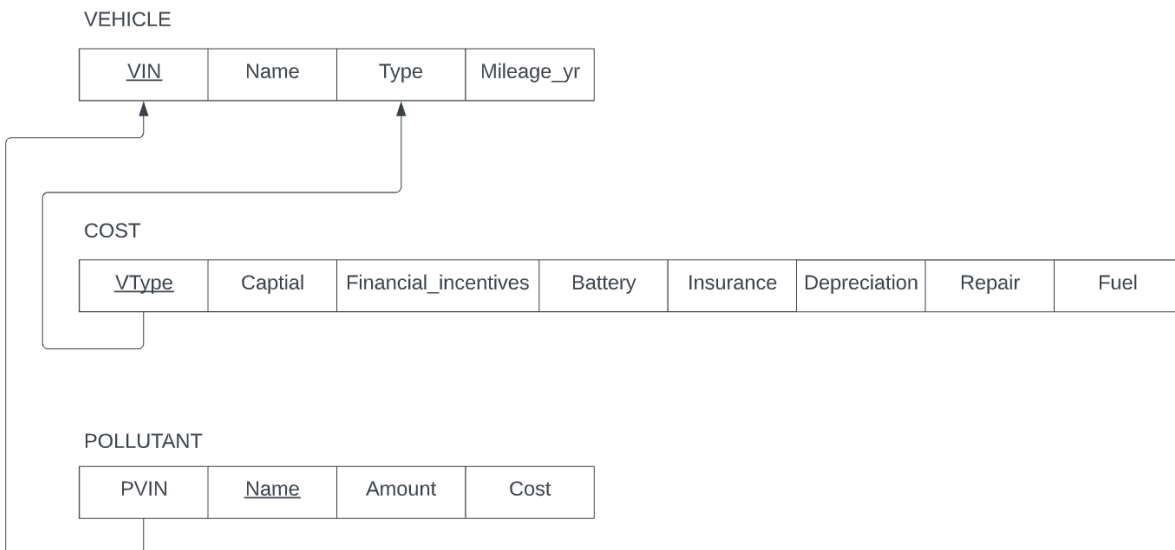 VEHICLE
VIN Name Type Mileage_yr
COST
VType Captial Financial_incentives Battery Insurance Depreciation Repair Fuel
POLLUTANT
PVIN Name Amount Cost